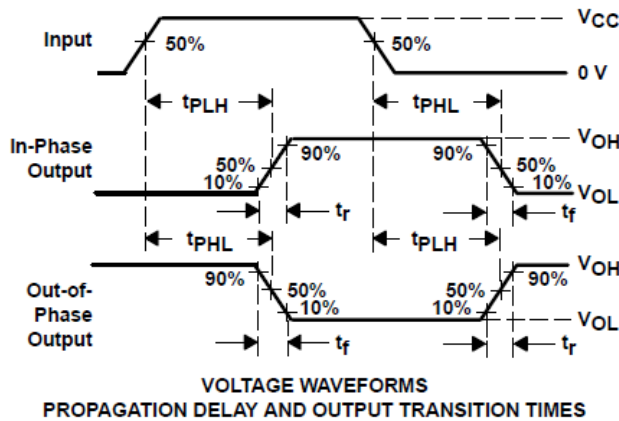 Input
50%
50%
VCC
0 V
tPLH
tPHL
In-Phase
Output
90%
50%
10%
90%
50%
10%
VOH
VOL
tr
tf
tPHL
tPLH
Out-of-
Phase
Output
90%
50%
10%
90%
50%
10%
VOH
VOL
tf
tr
VOLTAGE WAVEFORMS
PROPAGATION DELAY AND OUTPUT TRANSITION TIMES